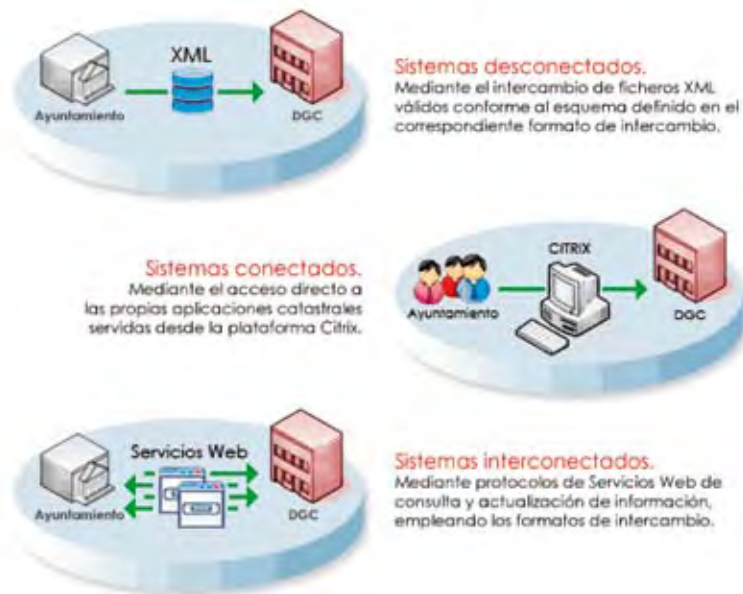 XML
Ayuntamiento
DGC
Sistemas desconectados.
Mediante el intercambio de ficheros XML
válidos conforme al esquema definido en el
correspondiente formato de intercambio.
Sistemas conectados.
Mediante el acceso directo a
las propias aplicaciones catastrales
servidas desde la plataforma Citrix.
CITRIX
Ayuntamiento
DGC
Servicios Web
Ayuntamiento
DGC
Sistemas interconectados.
Mediante protocolos de Servicios Web de
consulta y actualización de información,
empleando los formatos de intercambio.